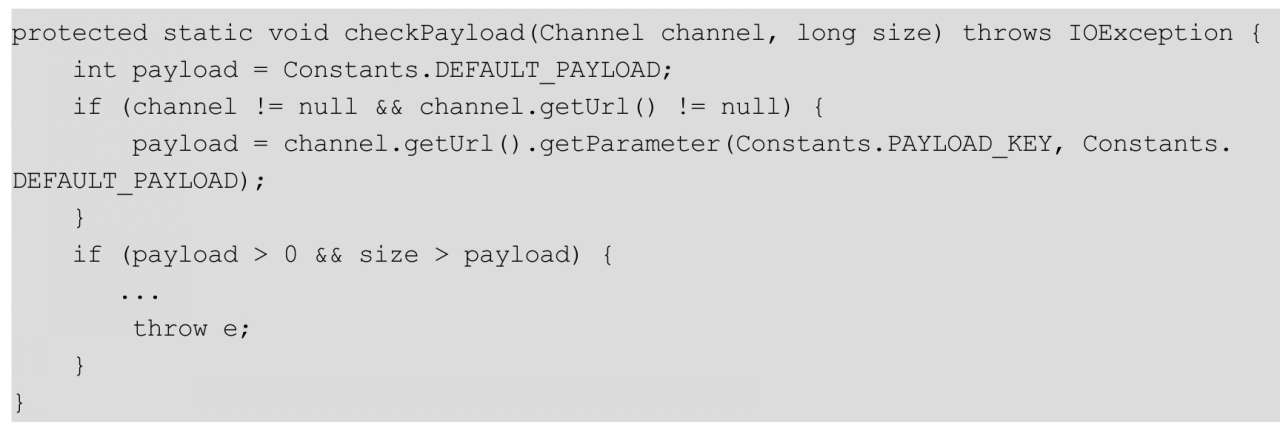 protected static void checkPayload(Channel channel, long size) throws IOException {
    int payload = Constants.DEFAULT_PAYLOAD;
    if (channel != null && channel.getUrl() != null) {
        payload = channel.getUrl().getParameter(Constants.PAYLOAD_KEY, Constants.
DEFAULT_PAYLOAD);
    }
    if (payload > 0 && size > payload) {
       ...
        throw e;
    }
}